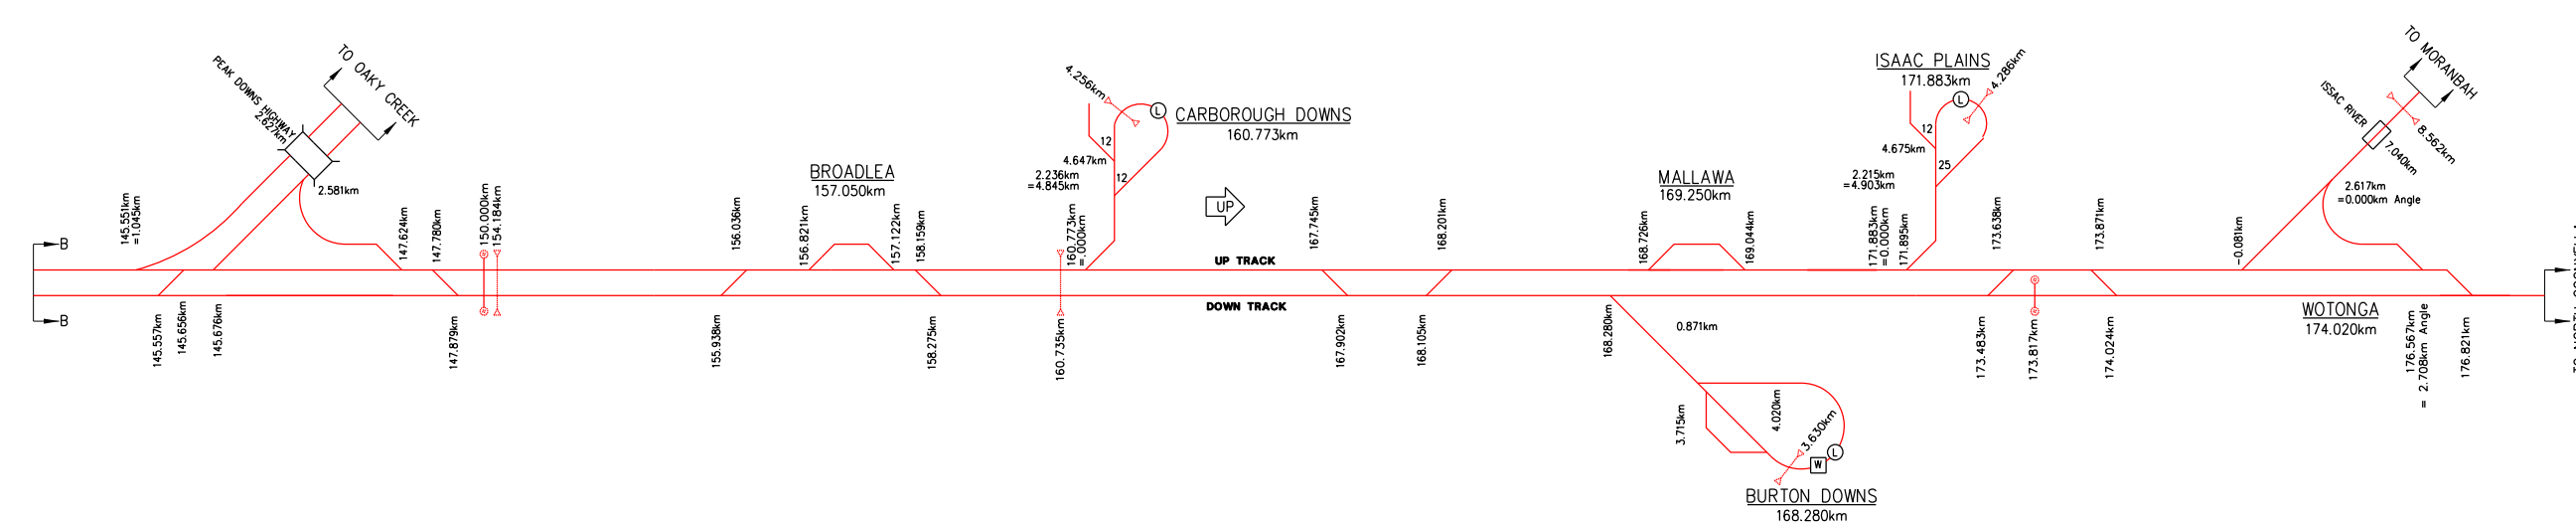 TO OAKY CREEK
PEAK DOWNS HIGHWAY
2.627km
2.581km
145.551km
=1.045km
B
B
147.624km
147.780km
150.000km
154.184km
156.036km
BROADLEA
157.050km
156.821km
157.122km
158.159km
4.256km
L
CARBOROUGH DOWNS
160.773km
12
4.647km
2.236km
=4.845km
12
160.773km
=.000km
UP
UP TRACK
DOWN TRACK
167.745km
168.201km
MALLAWA
169.250km
168.726km
169.044km
ISAAC PLAINS
171.883km
4.286km
L
12
4.675km
25
2.215km
=4.903km
171.883km
=0.000km
171.895km
173.638km
173.871km
-0.081km
TO MORANBAH
ISSAC RIVER
8.562km
7.040km
2.617km
=0.000km Angle
145.557km
145.656km
145.676km
147.879km
155.938km
158.275km
160.735km
167.902km
168.105km
168.280km
0.871km
3.715km
4.020km
3.630km
L
W
BURTON DOWNS
168.280km
173.483km
173.817km
174.024km
WOTONGA
174.020km
176.567km
= 2.708km Angle
176.821km